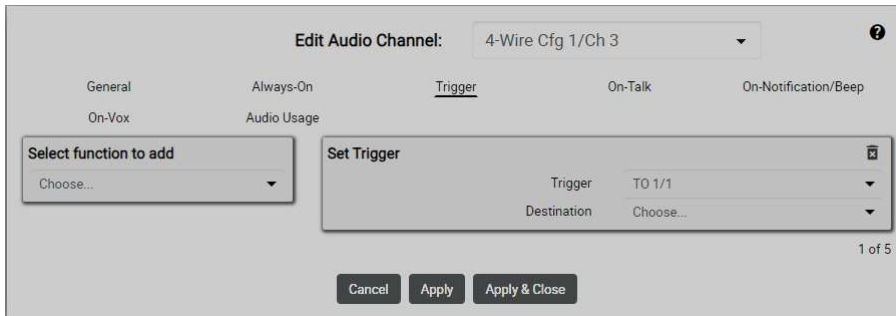 Edit Audio Channel: 4-Wire Cfg 1/Ch 3
General Always-On Trigger On-Talk On-Notification/Beep
On-Vox Audio Usage
Select function to add
Choose...
Set Trigger
Trigger TO 1/1
Destination Choose...
1 of 5
Cancel Apply Apply & Close